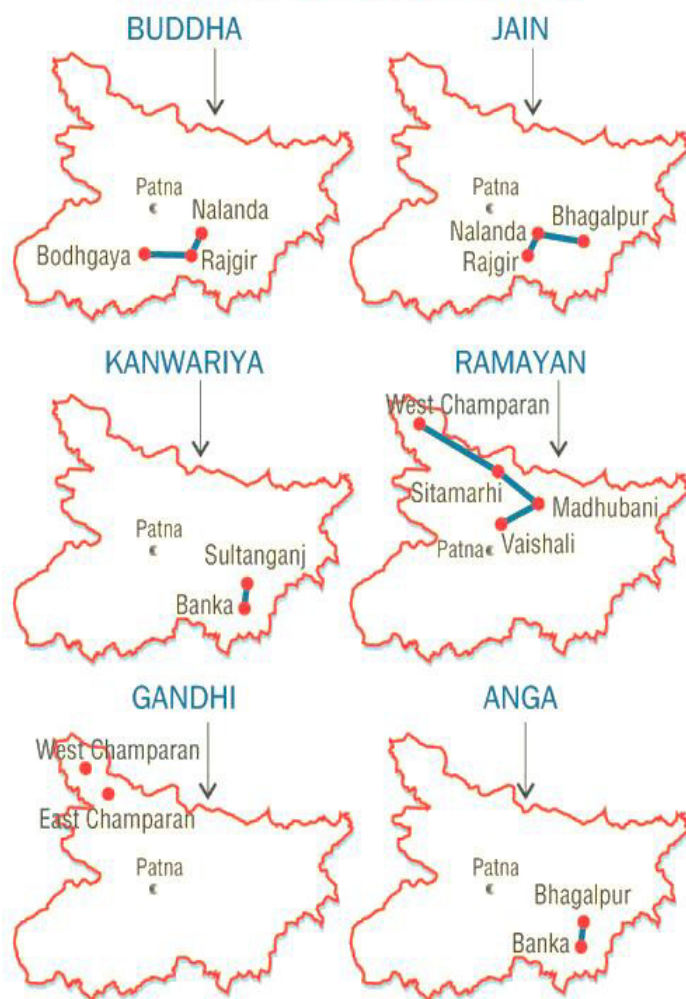 BUDDHA
Patna
Nalanda
Bodhgaya
Rajgir
JAIN
Patna
Nalanda
Bhagalpur
Rajgir
KANWARIYA
Patna
Sultanganj
Banka
RAMAYAN
West Champaran
Sitamarhi
Madhubani
Patna
Vaishali
GANDHI
West Champaran
East Champaran
Patna
ANGA
Patna
Bhagalpur
Banka